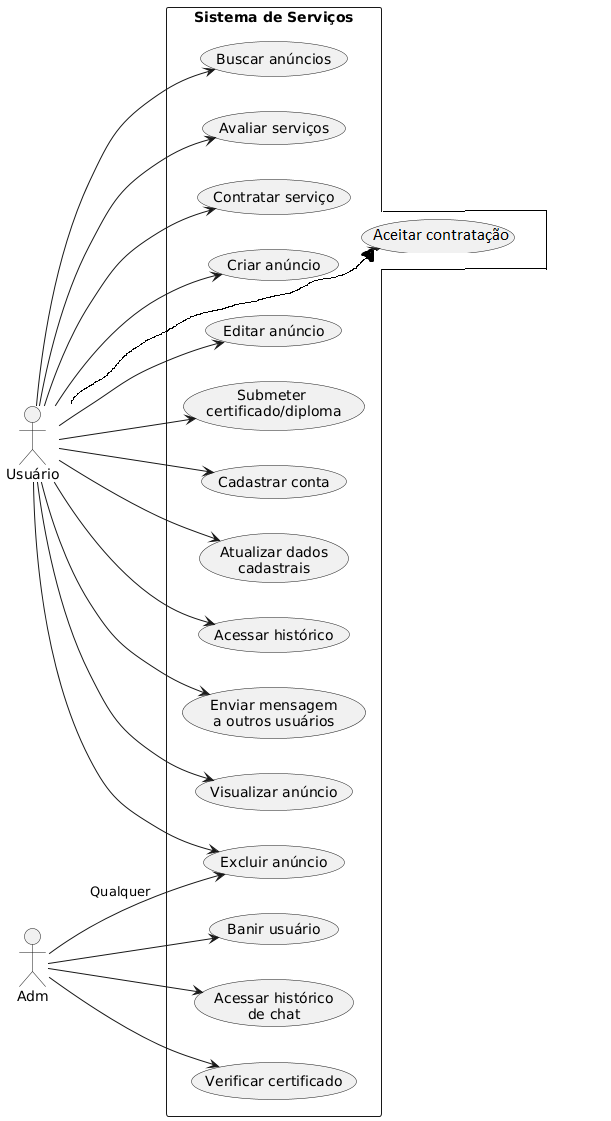 Sistema de Serviços
Buscar anúncios
Avaliar serviços
Contratar serviço
Aceitar contratação
Criar anúncio
Editar anúncio
Submeter
certificado/diploma
Usuário
Cadastrar conta
Atualizar dados
cadastrais
Acessar histórico
Enviar mensagem
a outros usuários
Visualizar anúncio
Excluir anúncio
Qualquer
Banir usuário
Adm
Acessar histórico
de chat
Verificar certificado